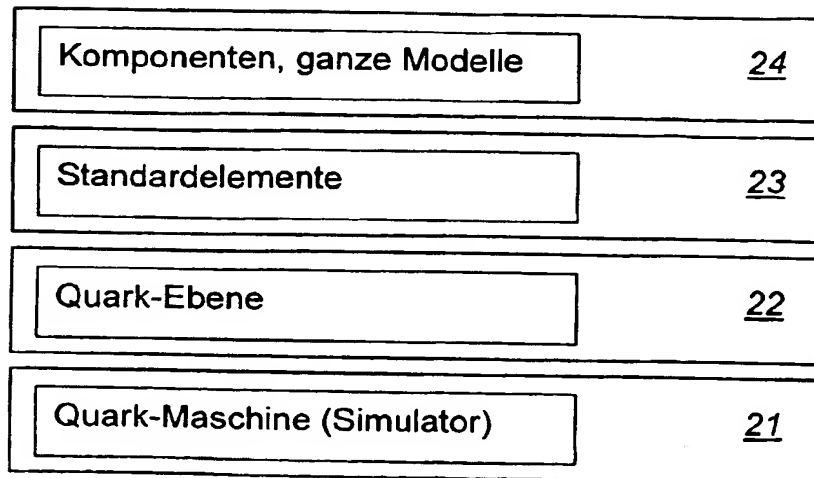 Komponenten, ganze Modelle 24
Standardelemente 23
Quark-Ebene 22
Quark-Maschine (Simulator) 21